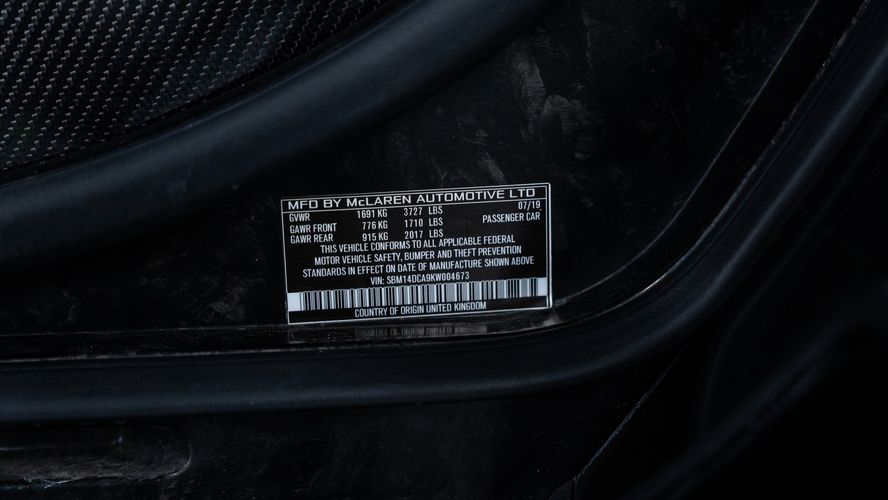 MFD BY McLAREN AUTOMOTIVE LTD
GVWR 1691 KG 3727 LBS 07/19
GAWR FRONT 776 KG 1710 LBS PASSENGER CAR
GAWR REAR 915 KG 2017 LBS
THIS VEHICLE CONFORMS TO ALL APPLICABLE FEDERAL
MOTOR VEHICLE SAFETY, BUMPER AND THEFT PREVENTION
STANDARDS IN EFFECT ON DATE OF MANUFACTURE SHOWN ABOVE
VIN: SBM14DCA9KW004673
COUNTRY OF ORIGIN UNITED KINGDOM